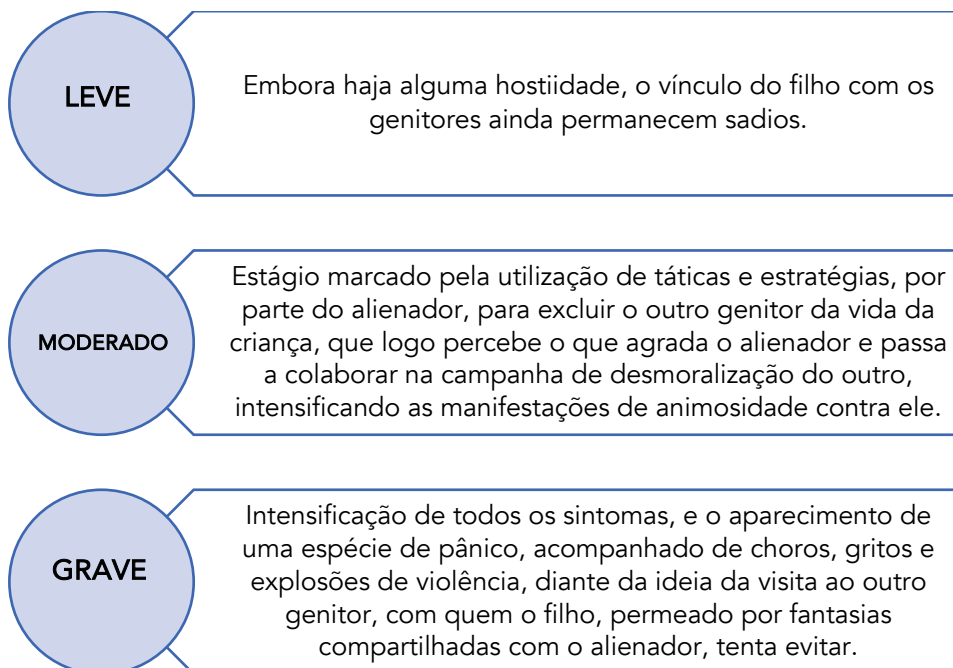 LEVE
Embora haja alguma hostiidade, o vínculo do filho com os
genitores ainda permanecem sadios.
MODERADO
Estágio marcado pela utilização de táticas e estratégias, por
parte do alienador, para excluir o outro genitor da vida da
criança, que logo percebe o que agrada o alienador e passa
a colaborar na campanha de desmoralização do outro,
intensificando as manifestações de animosidade contra ele.
GRAVE
Intensificação de todos os sintomas, e o aparecimento de
uma espécie de pânico, acompanhado de choros, gritos e
explosões de violência, diante da ideia da visita ao outro
genitor, com quem o filho, permeado por fantasias
compartilhadas com o alienador, tenta evitar.